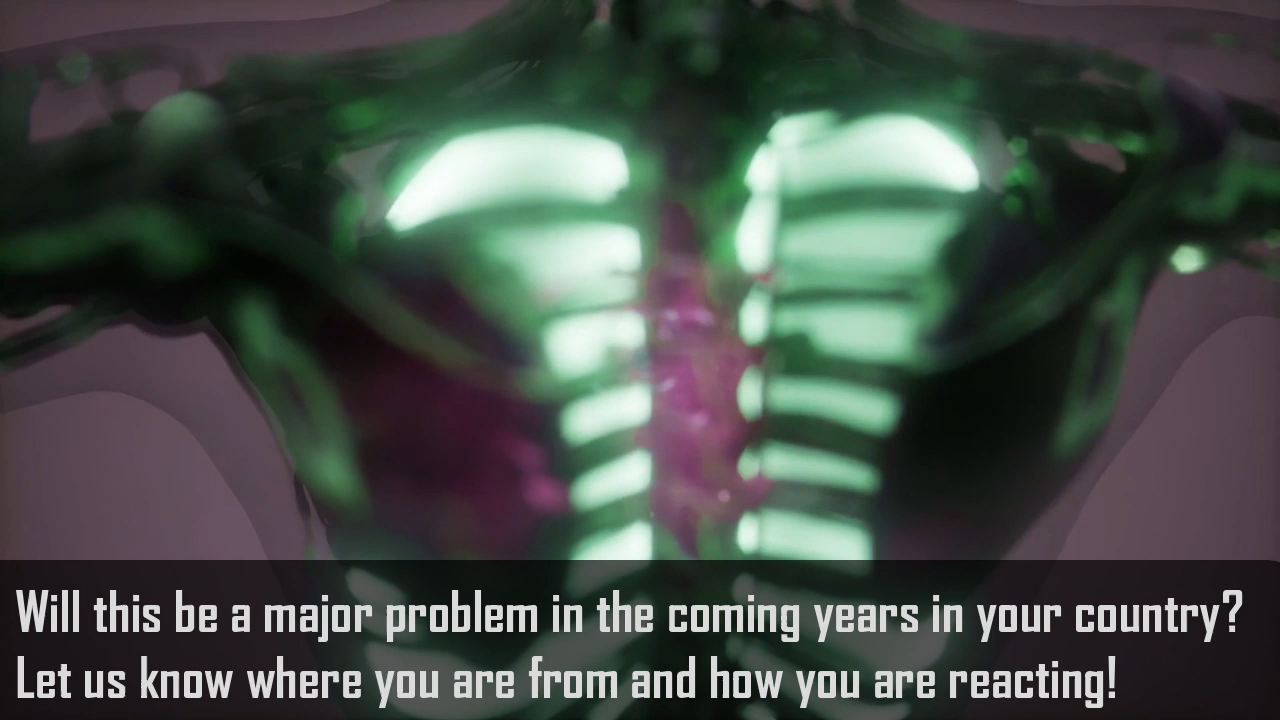 Will this be a major problem in the coming years in your country?
Let us know where you are from and how you are reacting!